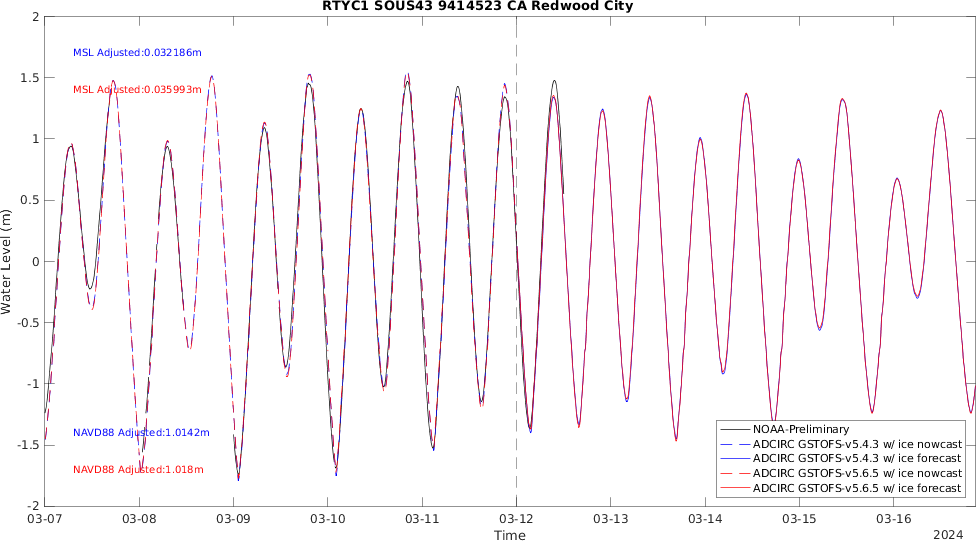 RTYC1 SOUS43 9414523 CA Redwood City
2
1.5
1
0.5
0
-0.5
-1
-1.5
-2
Water Level (m)
MSL Adjusted:0.032186m
MSL Adjusted:0.035993m
NAVD88 Adjusted:1.0142m
NAVD88 Adjusted:1.018m
NOAA-Preliminary
ADCIRC GSTOFS-v5.4.3 w/ ice nowcast
ADCIRC GSTOFS-v5.4.3 w/ ice forecast
ADCIRC GSTOFS-v5.6.5 w/ ice nowcast
ADCIRC GSTOFS-v5.6.5 w/ ice forecast
03-07 03-08 03-09 03-10 03-11 03-12 03-13 03-14 03-15 03-16
Time
2024